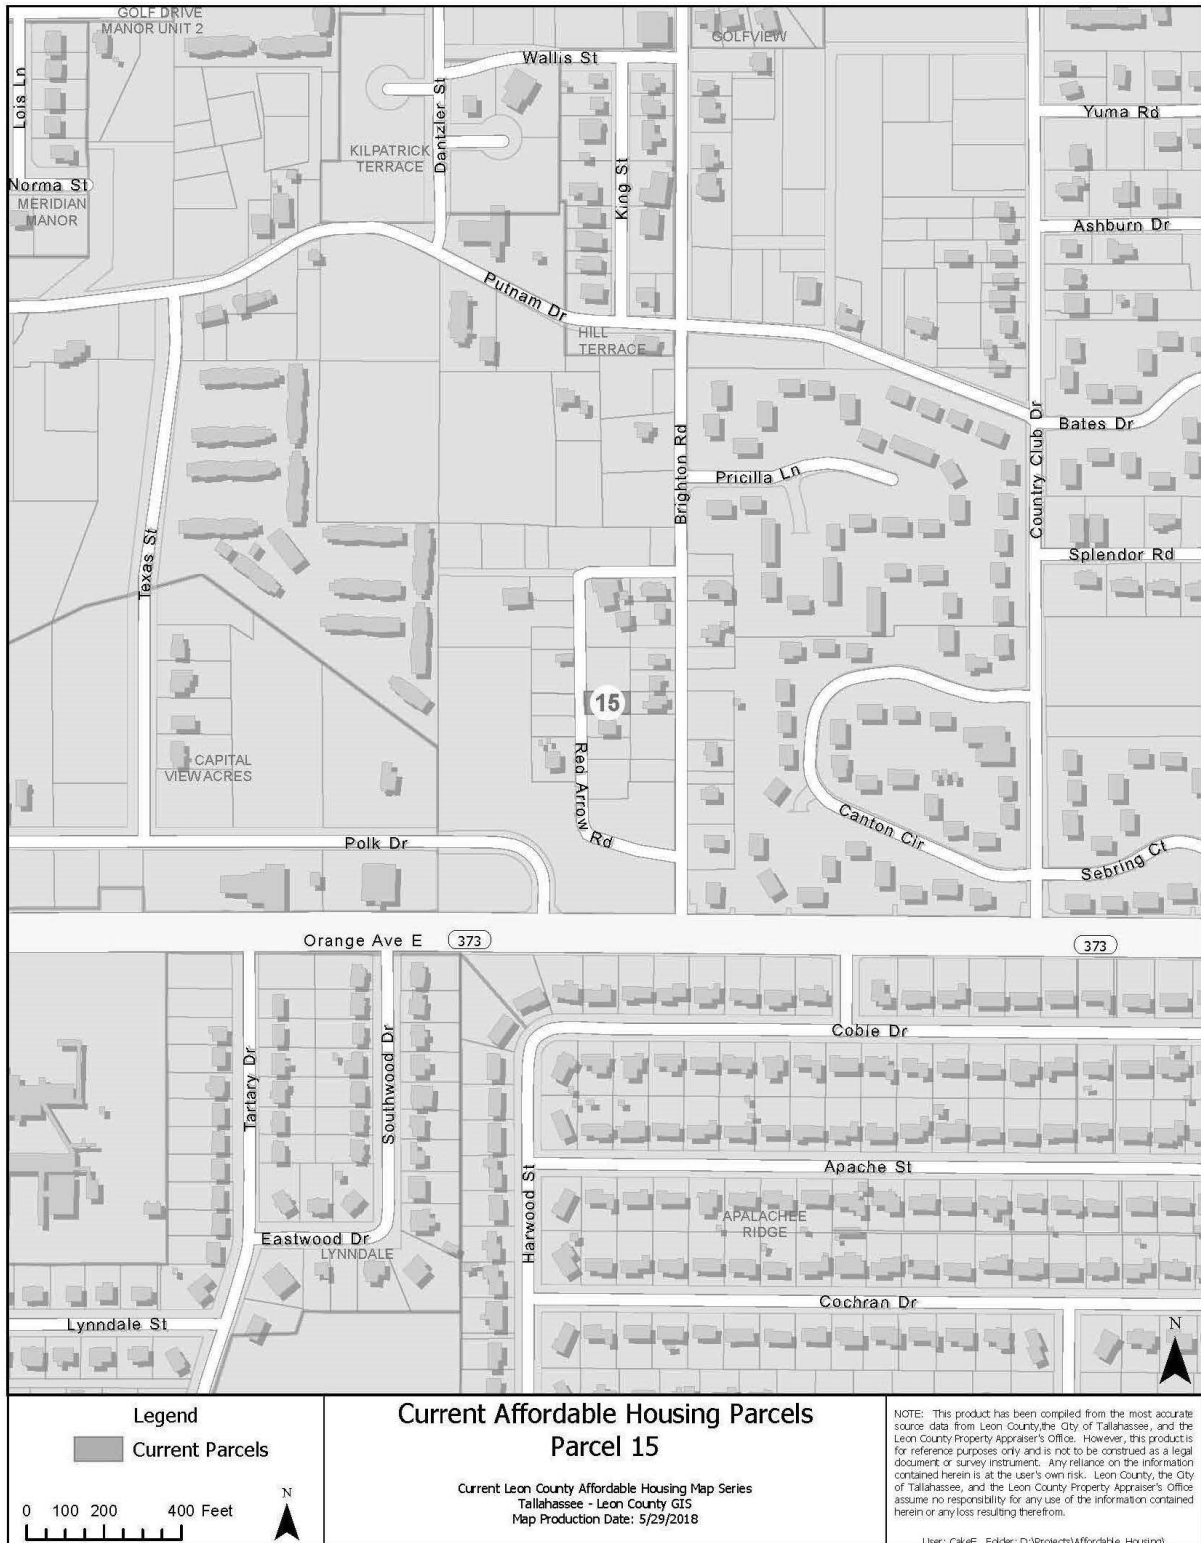 GOLF DRIVE
MANOR UNIT 2
GOLFVIEW
Wallis St
Lois Ln
Dantzler St
Yuma Rd
KILPATRICK
TERRACE
King St
Norma St
MERIDIAN
MANOR
Ashburn Dr
Putnam Dr
HILL
TERRACE
Country Club Dr
Bates Dr
Brighton Rd
Pricilla Ln
Texas St
Splendor Rd
15
CAPITAL
VIEW ACRES
Red Arrow Rd
Canton Cir
Polk Dr
Sebring Ct
Orange Ave E
373
373
Coble Dr
Tartary Dr
Southwood Dr
Apache St
Harwood St
APALACHEE
RIDGE
Eastwood Dr
LYNNDALE
Cochran Dr
Lynndale St
N
Legend
Current Parcels
0 100 200 400 Feet
N
Current Affordable Housing Parcels
Parcel 15
Current Leon County Affordable Housing Map Series
Tallahassee - Leon County GIS
Map Production Date: 5/29/2018
NOTE: This product has been compiled from the most accurate
source data from Leon County,the City of Tallahassee, and the
Leon County Property Appraiser's Office. However, this product is
for reference purposes only and is not to be construed as a legal
document or survey instrument. Any reliance on the information
contained herein is at the user's own risk. Leon County, the City
of Tallahassee, and the Leon County Property Appraiser's Office
assume no responsibility for any use of the information contained
herein or any loss resulting therefrom.
User: CakeE Folder: D:\Projects\Affordable_Housing\